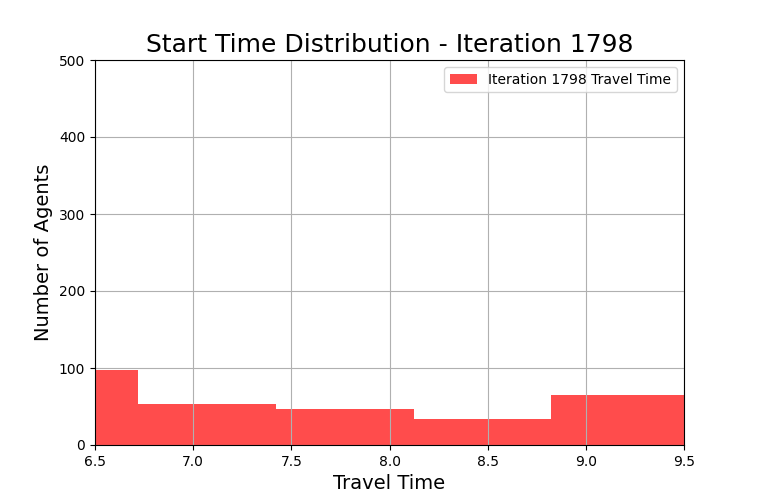 Start Time Distribution - Iteration 1798
500
Iteration 1798 Travel Time
400
300
200
100
0
Number of Agents
6.5 7.0 7.5 8.0 8.5 9.0 9.5
Travel Time